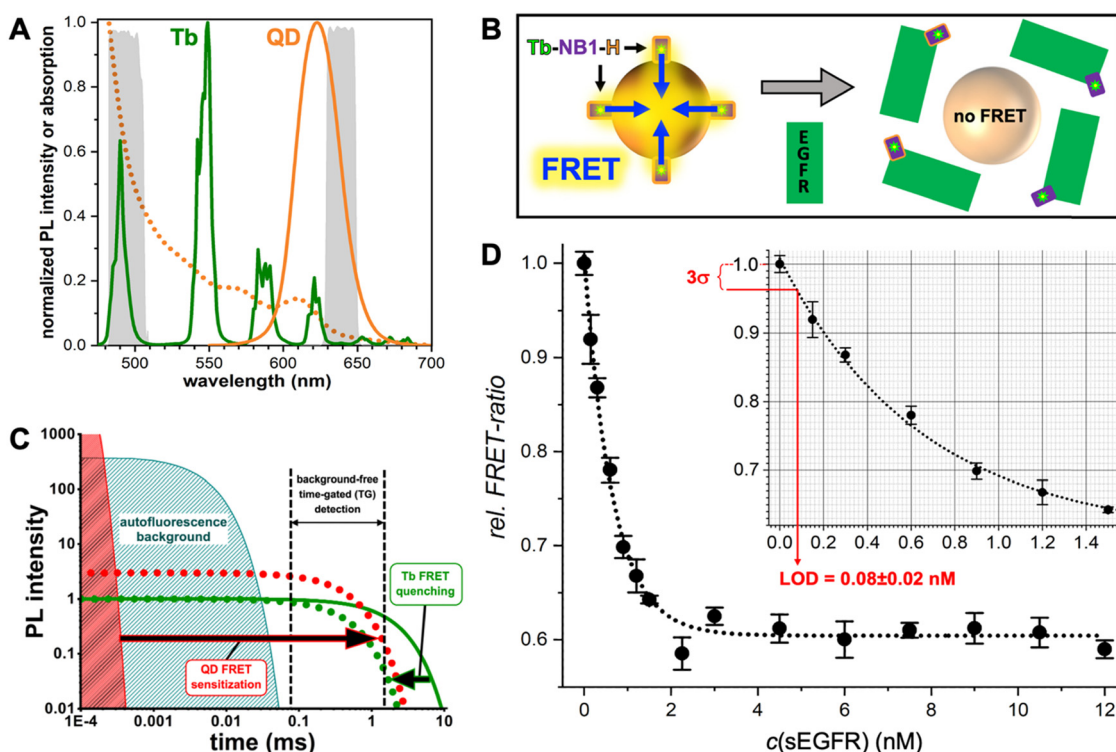 A
normalized PL intensity or absorption
1.0
0.8
0.6
0.4
0.2
0.0
Tb
QD
500
550
600
650
700
wavelength (nm)
B
Tb-NB1-H
FRET
E
G
F
R
no FRET
C
PL intensity
1000
100
10
1
0.1
0.01
autofluorescence
background
background-free
time-gated (TG)
detection
Tb FRET
quenching
QD FRET
sensitization
1E-4
0.001
0.01
0.1
1
10
time (ms)
D
rel. FRET-ratio
1.0
0.9
0.8
0.7
0.6
0
1
2
3
4
5
6
7
8
9
10
11
12
c(sEGFR) (nM)
3σ
1.0
0.9
0.8
0.7
0.0
0.2
0.4
0.6
0.8
1.0
1.2
1.4
LOD = 0.08±0.02 nM